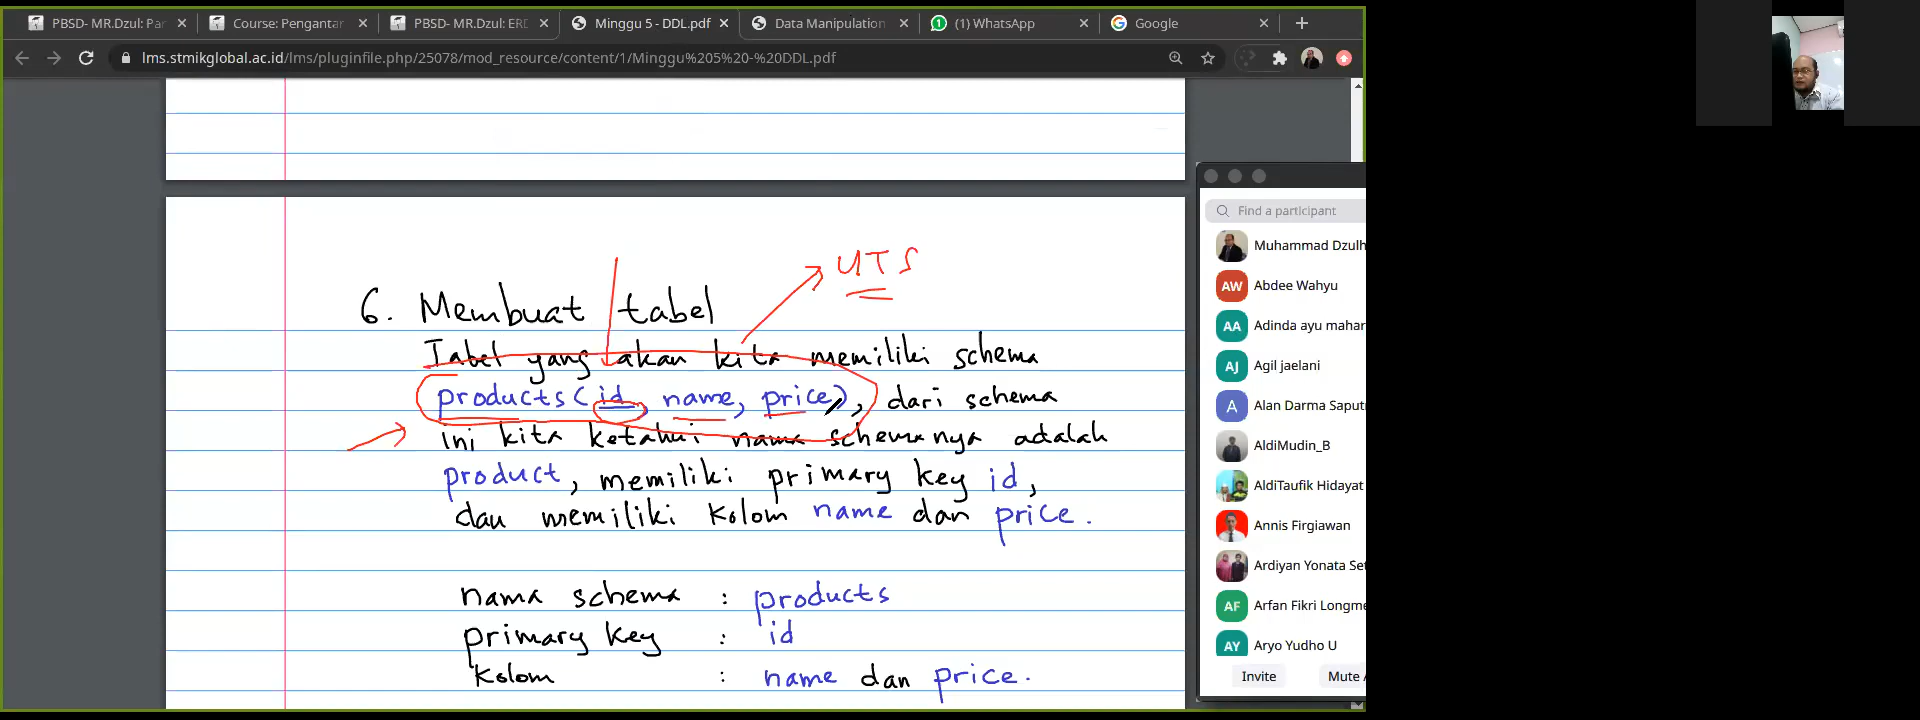 PBSD- MR.Dzul: Par
Course: Pengantar
PBSD- MR.Dzul: ERD
Minggu 5 - DDL.pdf
Data Manipulation
(1) WhatsApp
Google
lms.stmikglobal.ac.id/lms/pluginfile.php/25078/mod_resource/content/1/Minggu%205%20-%20DDL.pdf
UTS
6. Membuat tabel
Tabel yang akan kita memiliki schema
products(id, name, price), dari schema
ini kita ketahui nama schemanya adalah
product, memiliki primary key id,
dan memiliki kolom name dan price.
nama schema : products
primary key : id
kolom : name dan price.
Find a participant
Muhammad Dzulh
AW Abdee Wahyu
AA Adinda ayu mahar
AJ Agil jaelani
A Alan Darma Saputr
AldiMudin_B
AldiTaufik Hidayat
Annis Firgiawan
Ardiyan Yonata Set
AF Arfan Fikri Longme
AY Aryo Yudho U
Invite
Mute